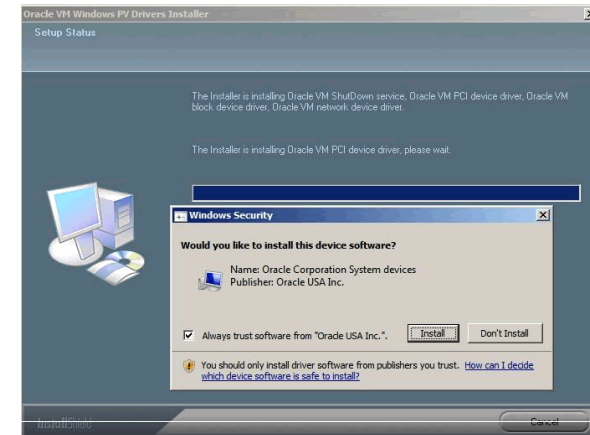 Oracle VM Windows PV Drivers Installer
Setup Status
The Installer is installing Oracle VM ShutDown service, Oracle VM PCI device driver, Oracle VM
block device driver, Oracle VM network device driver.
The Installer is installing Oracle VM PCI device driver, please wait.
Windows Security
Would you like to install this device software?
Name: Oracle Corporation System devices
Publisher: Oracle USA Inc.
Always trust software from "Oracle USA Inc.".
Install
Don't Install
You should only install driver software from publishers you trust. How can I decide
which device software is safe to install?
InstallShield
Cancel